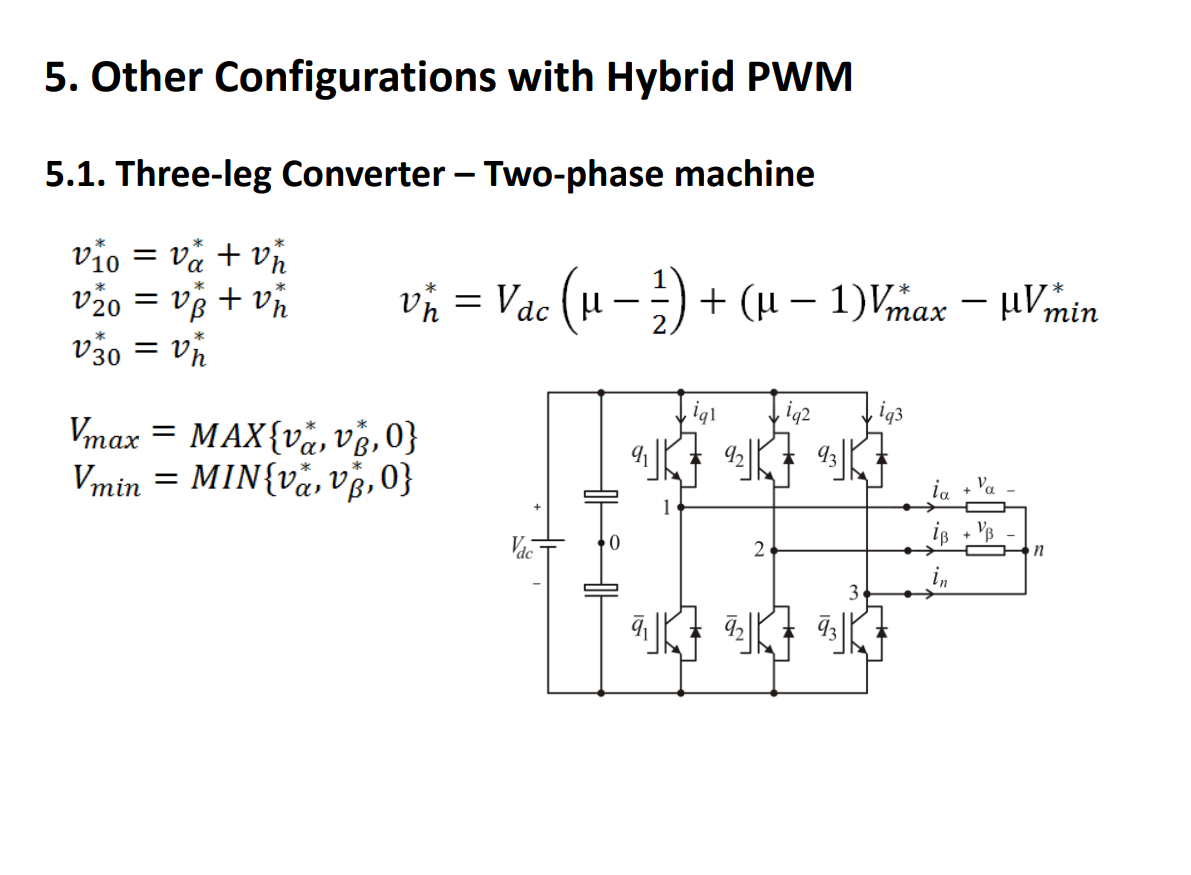 5. Other Configurations with Hybrid PWM
5.1. Three-leg Converter – Two-phase machine
v*10 = v*α + v*h
v*20 = v*β + v*h
v*30 = v*h
v*h = Vdc (μ − 1/2) + (μ − 1)V*max − μV*min
Vmax = MAX{v*α, v*β, 0}
Vmin = MIN{v*α, v*β, 0}
iq1 iq2 iq3
q1 q2 q3
iα + vα −
1
+
iβ + vβ −
Vdc 0 2 n
−
in
3
q̄1 q̄2 q̄3